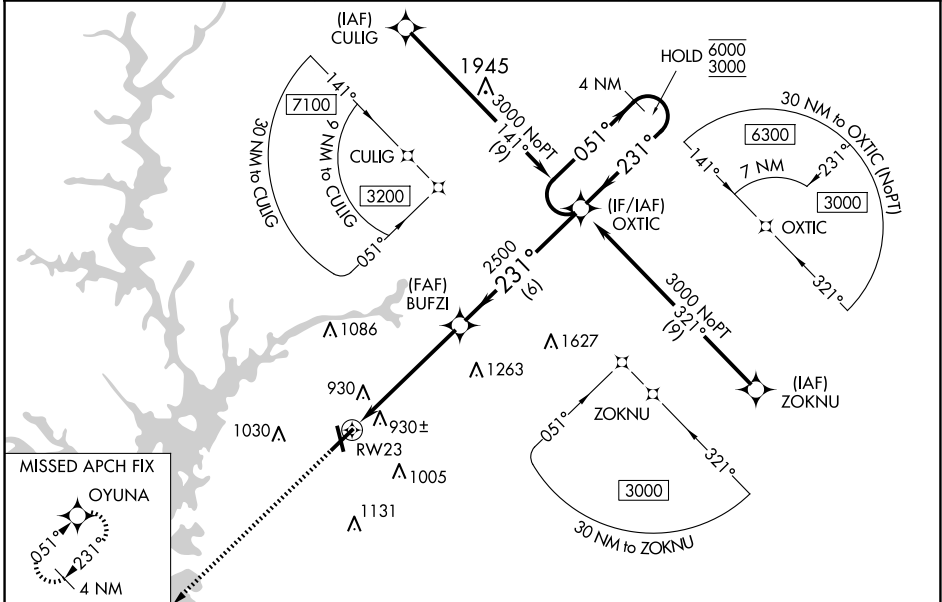 (IAF)
CULIG
1945
3000 NoPT
141°
(9)
HOLD 6000
3000
4 NM
051°
231°
(IF/IAF)
OXTIC
7100
141°
30 NM to CULIG
9 NM to CULIG
CULIG
3200
051°
30 NM to OXTIC (NoPT)
6300
141°
7 NM
231°
3000
OXTIC
321°
2500
231°
(6)
(FAF)
BUFZI
3000 NoPT
321°
(9)
(IAF)
ZOKNU
1086
1627
1263
930
930±
1030
RW23
1005
1131
ZOKNU
051°
321°
3000
30 NM to ZOKNU
MISSED APCH FIX
OYUNA
051°
231°
4 NM